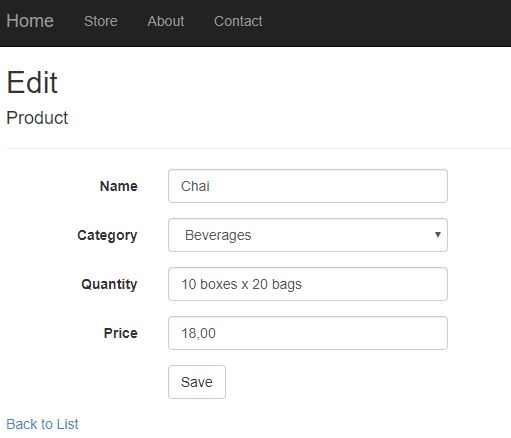 Home Store About Contact
Edit
Product
Name Chai
Category Beverages
Quantity 10 boxes x 20 bags
Price 18,00
Save
Back to List